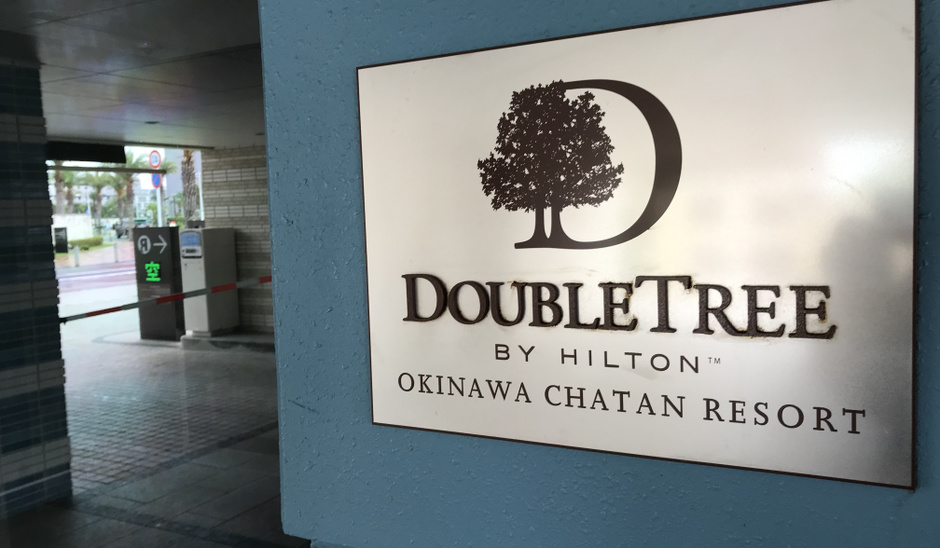 空
D
DOUBLETREE
BY HILTON™
OKINAWA CHATAN RESORT